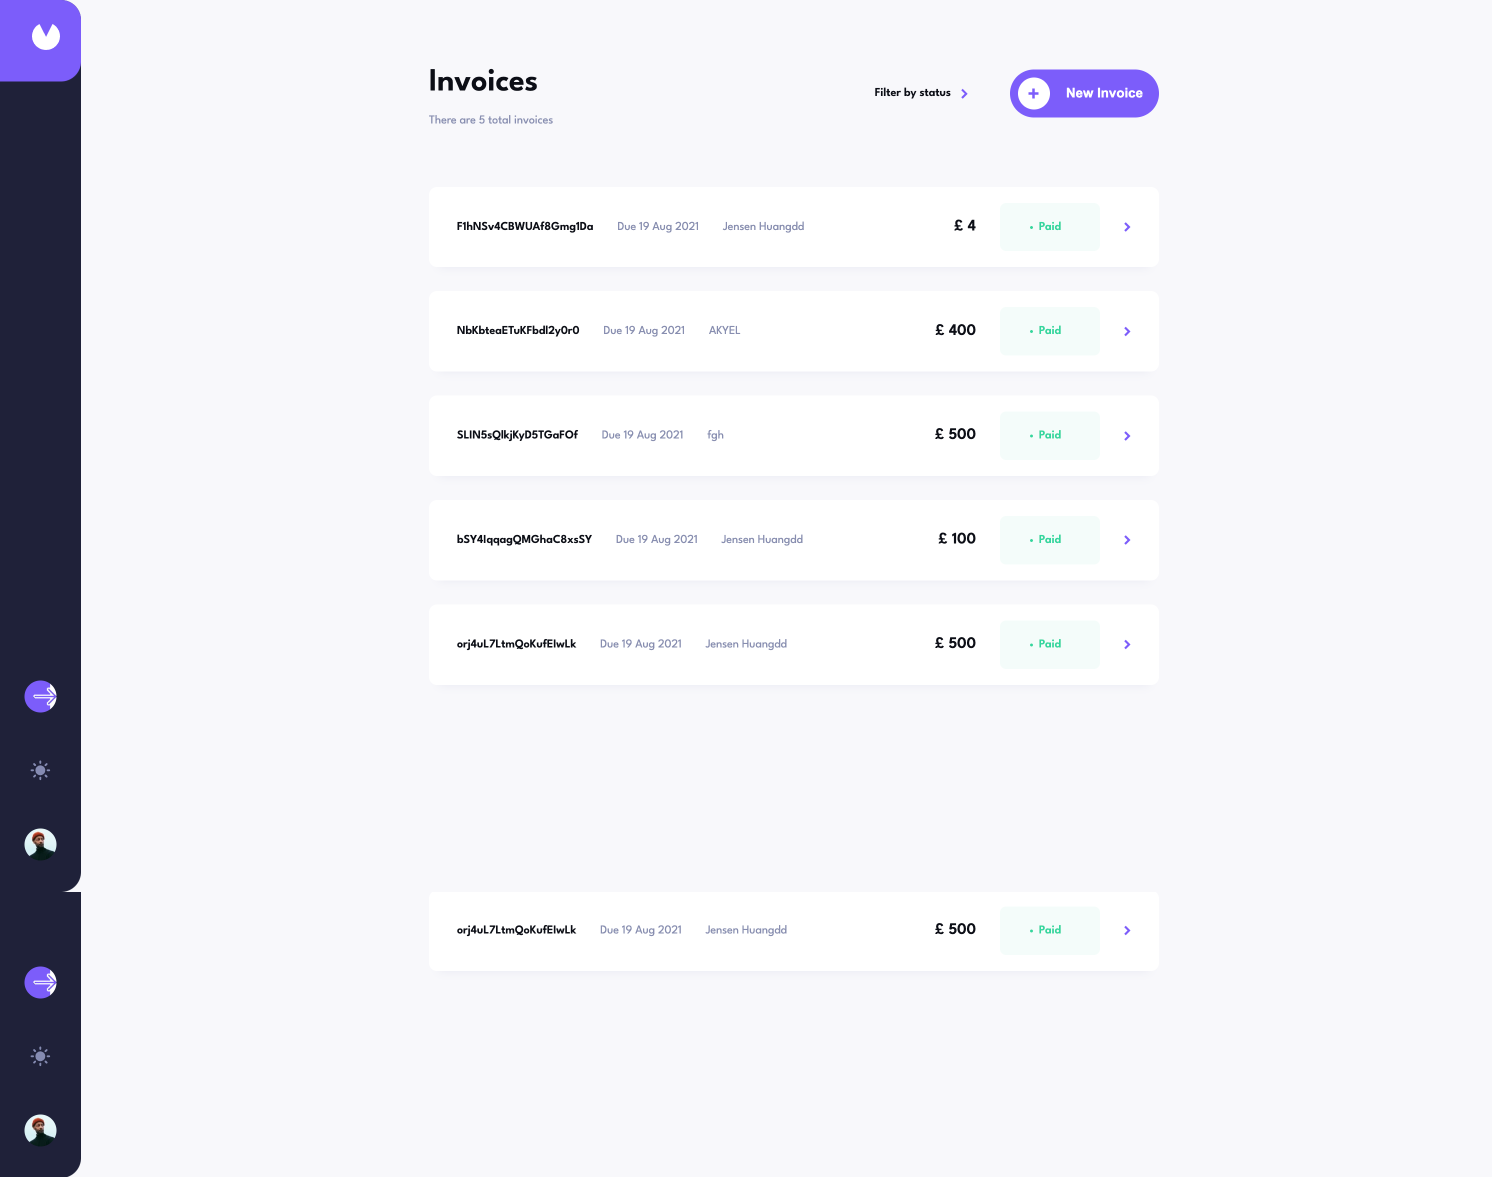 Invoices
There are 5 total invoices
Filter by status
New Invoice
F1hNSv4CBWUAf8Gmg1Da Due 19 Aug 2021 Jensen Huangdd £ 4 Paid
NbKbteaETuKFbdl2y0r0 Due 19 Aug 2021 AKYEL £ 400 Paid
SLIN5sQlkjKyD5TGaFOf Due 19 Aug 2021 fgh £ 500 Paid
bSY4lqqagQMGhaC8xsSY Due 19 Aug 2021 Jensen Huangdd £ 100 Paid
orj4uL7LtmQoKufEIwLk Due 19 Aug 2021 Jensen Huangdd £ 500 Paid
orj4uL7LtmQoKufEIwLk Due 19 Aug 2021 Jensen Huangdd £ 500 Paid